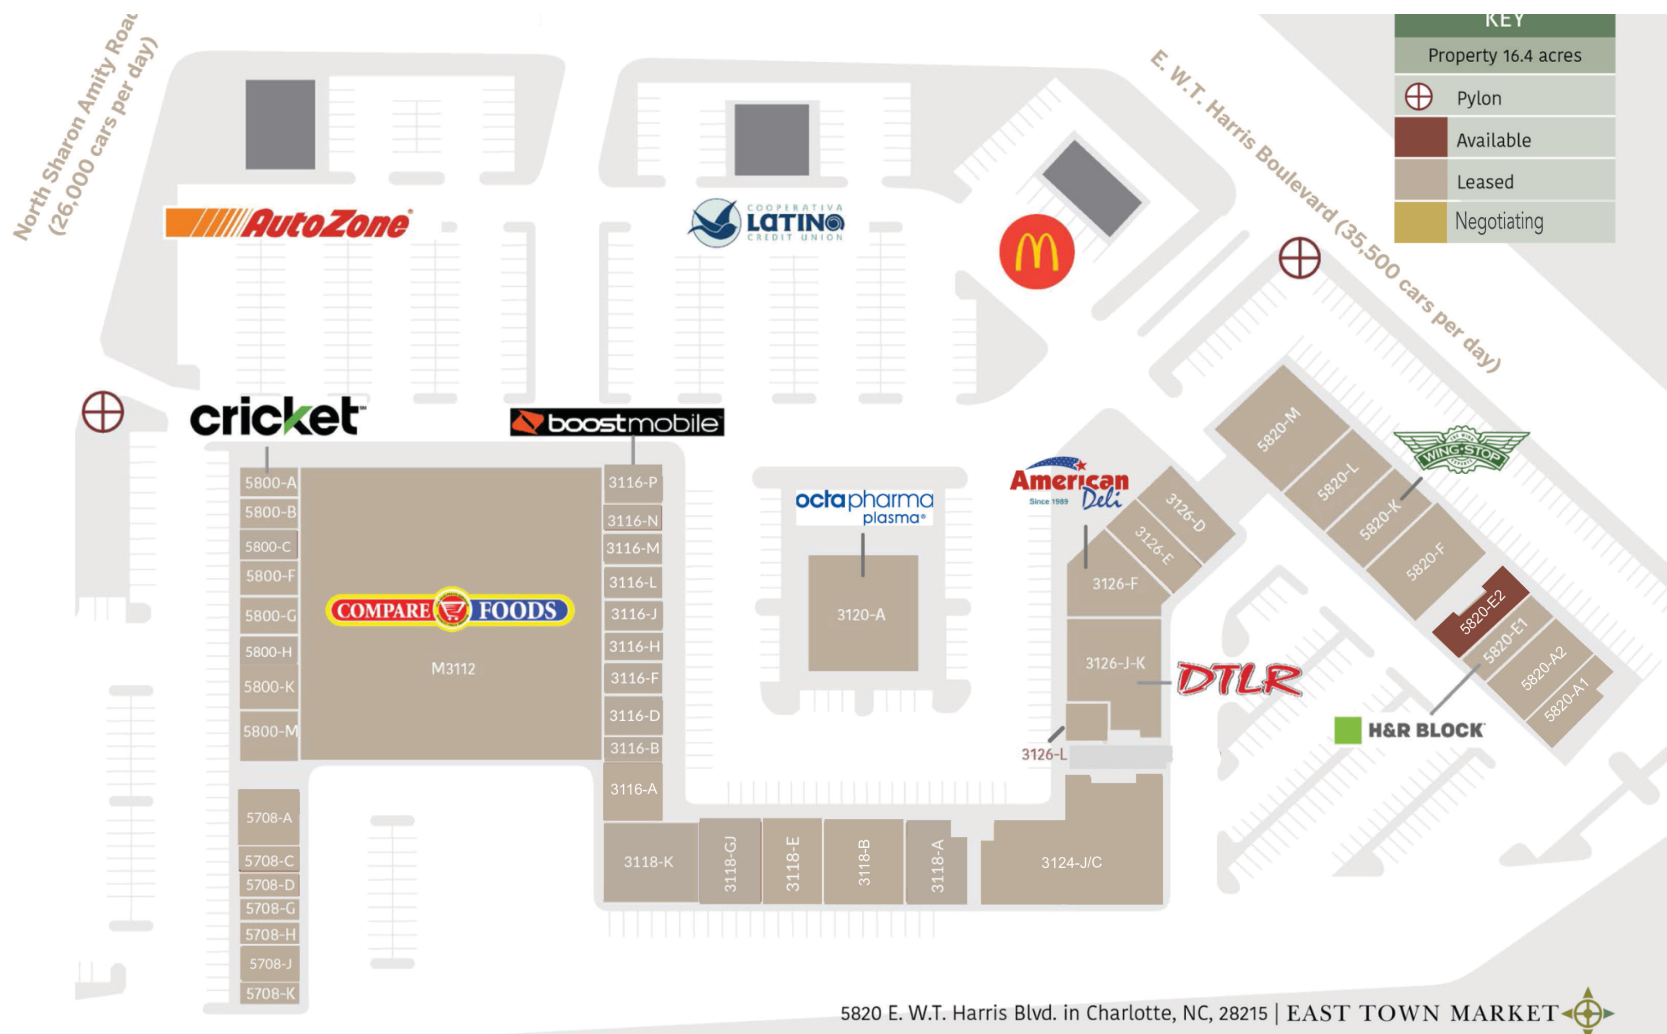 KEY
Property 16.4 acres
Pylon
Available
Leased
Negotiating
North Sharon Amity Road
(26,000 cars per day)
E. W.T. Harris Boulevard (35,500 cars per day)
AutoZone
COOPERATIVA
LATINO
CREDIT UNION
cricket
boostmobile
American
Deli
Since 1989
octapharma
plasma
WING·STOP
COMPARE FOODS
M3112
DTLR
H&R BLOCK
5800-A
5800-B
5800-C
5800-F
5800-G
5800-H
5800-K
5800-M
5708-A
5708-C
5708-D
5708-G
5708-H
5708-J
5708-K
3116-P
3116-N
3116-M
3116-L
3116-J
3116-H
3116-F
3116-D
3116-B
3116-A
3118-K
3118-GJ
3118-E
3118-B
3118-A
3120-A
3124-J/C
3126-D
3126-E
3126-F
3126-J-K
3126-L
5820-M
5820-L
5820-K
5820-F
5820-E2
5820-E1
5820-A2
5820-A1
5820 E. W.T. Harris Blvd. in Charlotte, NC, 28215 | EAST TOWN MARKET